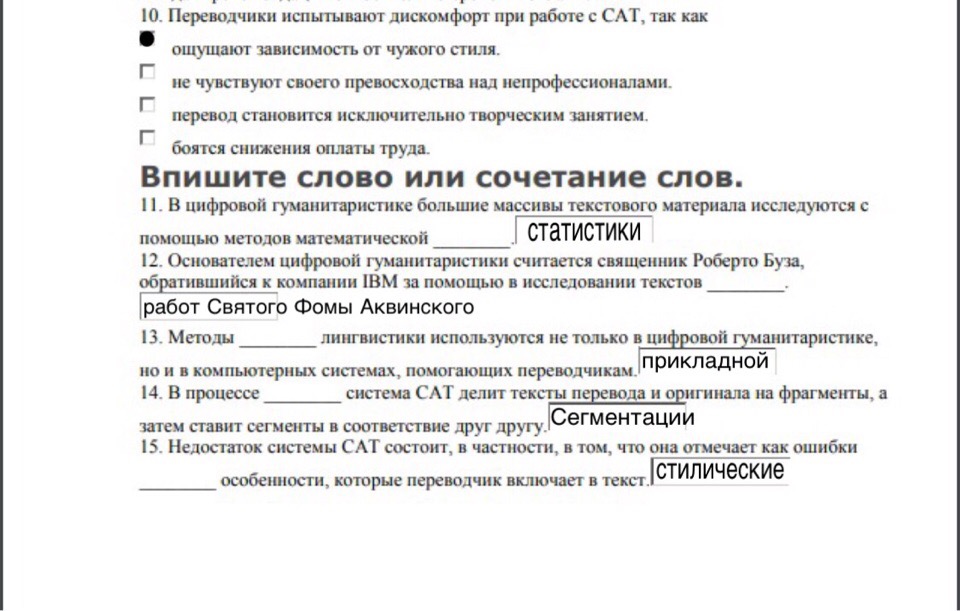 10. Переводчики испытывают дискомфорт при работе с CAT, так как
ощущают зависимость от чужого стиля.
не чувствуют своего превосходства над непрофессионалами.
перевод становится исключительно творческим занятием.
боятся снижения оплаты труда.
Впишите слово или сочетание слов.
11. В цифровой гуманитаристике большие массивы текстового материала исследуются с
помощью методов математической ________. статистики
12. Основателем цифровой гуманитаристики считается священник Роберто Буза,
обратившийся к компании IBM за помощью в исследовании текстов ________.
работ Святого Фомы Аквинского
13. Методы ________ лингвистики используются не только в цифровой гуманитаристике,
но и в компьютерных системах, помогающих переводчикам. прикладной
14. В процессе ________ система CAT делит тексты перевода и оригинала на фрагменты, а
затем ставит сегменты в соответствие друг другу. Сегментации
15. Недостаток системы CAT состоит, в частности, в том, что она отмечает как ошибки
________ особенности, которые переводчик включает в текст. стилические